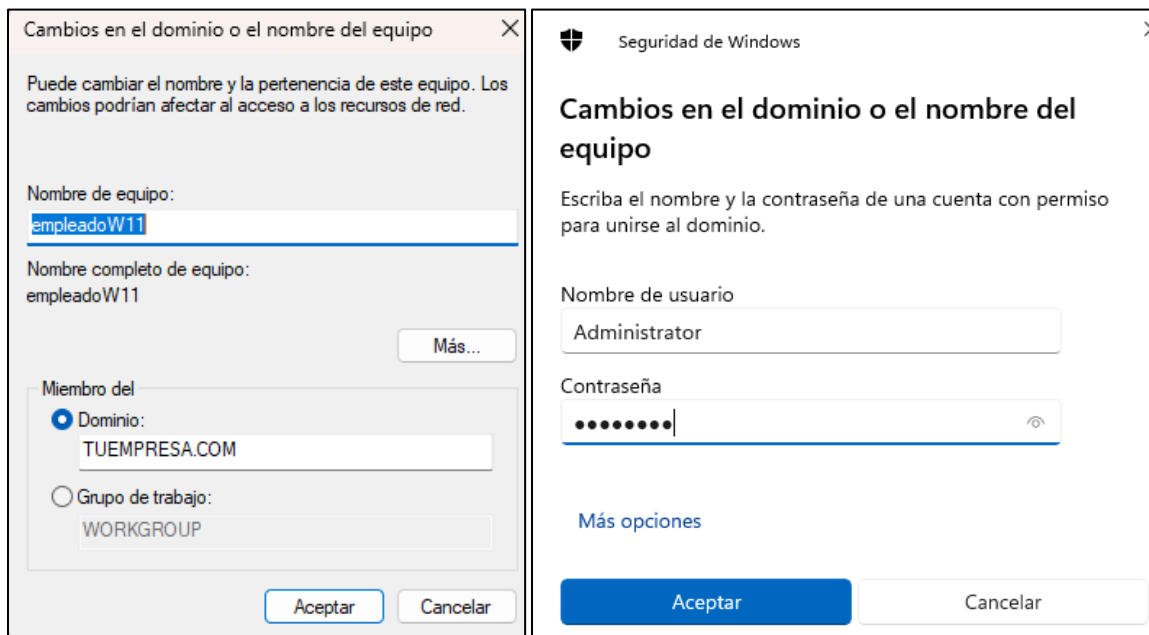 Cambios en el dominio o el nombre del equipo
Puede cambiar el nombre y la pertenencia de este equipo. Los
cambios podrían afectar al acceso a los recursos de red.
Nombre de equipo:
empleadoW11
Nombre completo de equipo:
empleadoW11
Más...
Miembro del
Dominio:
TUEMPRESA.COM
Grupo de trabajo:
WORKGROUP
Aceptar
Cancelar
Seguridad de Windows
Cambios en el dominio o el nombre del
equipo
Escriba el nombre y la contraseña de una cuenta con permiso
para unirse al dominio.
Nombre de usuario
Administrator
Contraseña
••••••••
Más opciones
Aceptar
Cancelar